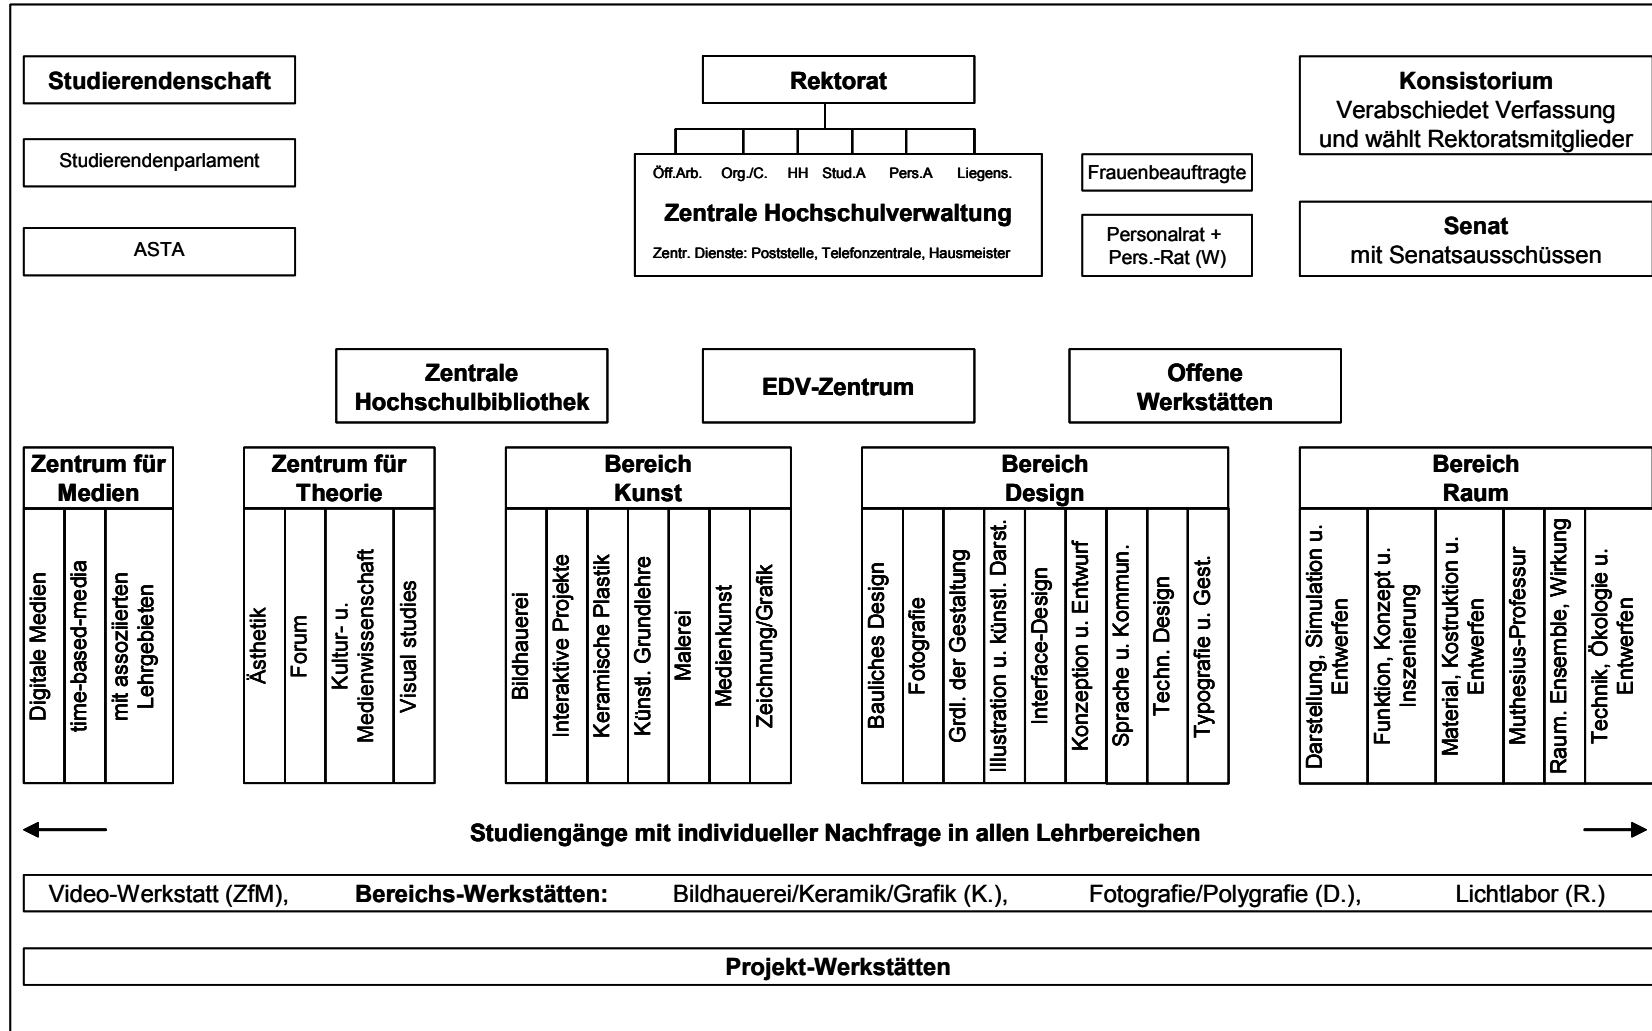 Studierendenschaft
Studierendenparlament
ASTA
Rektorat
Öff.Arb. Org./C. HH Stud.A Pers.A Liegens.
Zentrale Hochschulverwaltung
Zentr. Dienste: Poststelle, Telefonzentrale, Hausmeister
Frauenbeauftragte
Personalrat +
Pers.-Rat (W)
Konsistorium
Verabschiedet Verfassung
und wählt Rektoratsmitglieder
Senat
mit Senatsausschüssen
Zentrale
Hochschulbibliothek
EDV-Zentrum
Offene
Werkstätten
Zentrum für
Medien
Digitale Medien
time-based-media
mit assoziierten
Lehrgebieten
Zentrum für
Theorie
Ästhetik
Forum
Kultur- u.
Medienwissenschaft
Visual studies
Bereich
Kunst
Bildhauerei
Interaktive Projekte
Keramische Plastik
Künstl. Grundlehre
Malerei
Medienkunst
Zeichnung/Grafik
Bereich
Design
Bauliches Design
Fotografie
Grdl. der Gestaltung
Illustration u. künstl. Darst.
Interface-Design
Konzeption u. Entwurf
Sprache u. Kommun.
Techn. Design
Typografie u. Gest.
Bereich
Raum
Darstellung, Simulation u.
Entwerfen
Funktion, Konzept u.
Inszenierung
Material, Kostruktion u.
Entwerfen
Muthesius-Professur
Raum. Ensemble, Wirkung
Technik, Ökologie u.
Entwerfen
Studiengänge mit individueller Nachfrage in allen Lehrbereichen
Video-Werkstatt (ZfM), Bereichs-Werkstätten: Bildhauerei/Keramik/Grafik (K.), Fotografie/Polygrafie (D.), Lichtlabor (R.)
Projekt-Werkstätten